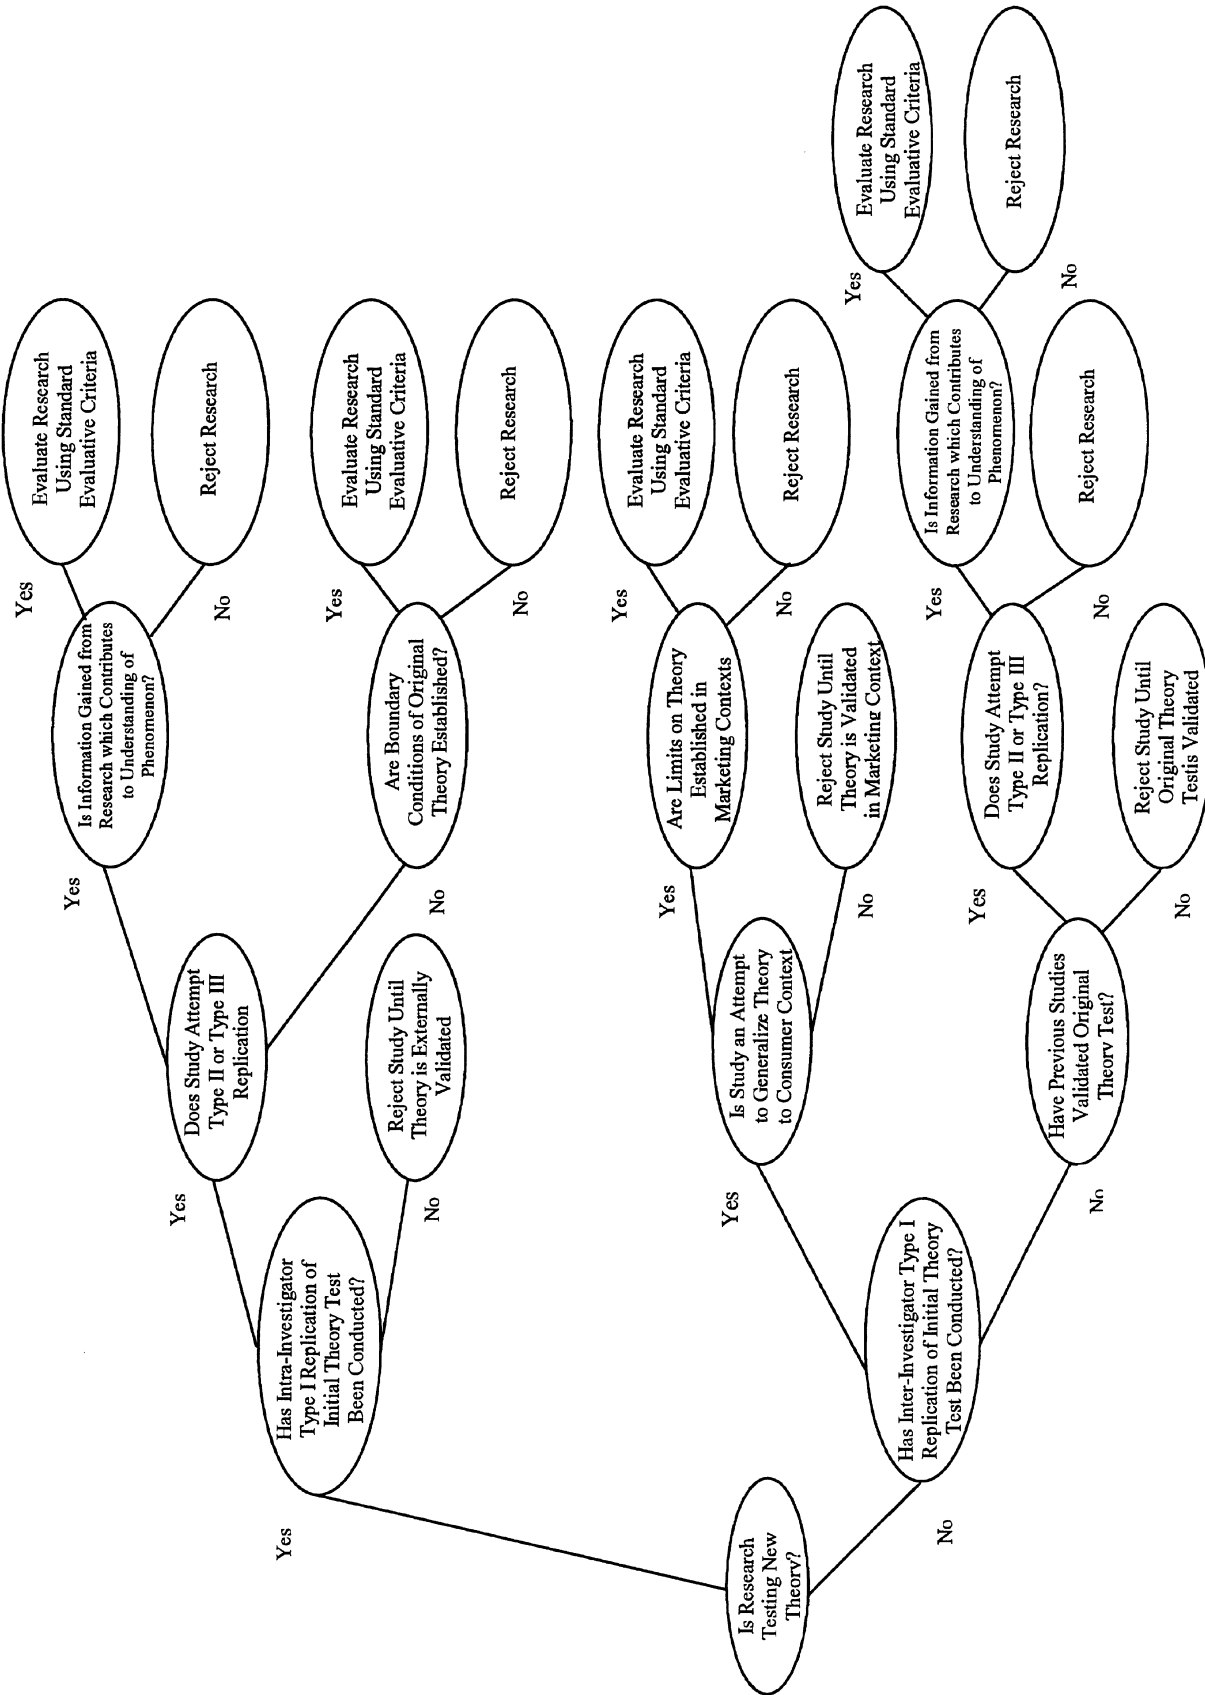 Is Research
Testing New
Theory?
Yes
Has Intra-Investigator
Type I Replication of
Initial Theory Test
Been Conducted?
Yes
Does Study Attempt
Type II or Type III
Replication
Yes
Is Information Gained from
Research which Contributes
to Understanding of
Phenomenon?
Yes
Evaluate Research
Using Standard
Evaluative Criteria
No
Reject Research
No
Are Boundary
Conditions of Original
Theory Established?
Yes
Evaluate Research
Using Standard
Evaluative Criteria
No
Reject Research
No
Reject Study Until
Theory is Externally
Validated
No
Has Inter-Investigator Type I
Replication of Initial Theory
Test Been Conducted?
Yes
Is Study an Attempt
to Generalize Theory
to Consumer Context
Yes
Are Limits on Theory
Established in
Marketing Contexts
Yes
Evaluate Research
Using Standard
Evaluative Criteria
No
Reject Research
No
Reject Study Until
Theory is Validated
in Marketing Context
No
Have Previous Studies
Validated Original
Theory Test?
Yes
Does Study Attempt
Type II or Type III
Replication?
Yes
Is Information Gained from
Research which Contributes
to Understanding of
Phenomenon?
Yes
Evaluate Research
Using Standard
Evaluative Criteria
No
Reject Research
No
Reject Research
No
Reject Study Until
Original Theory
Testis Validated